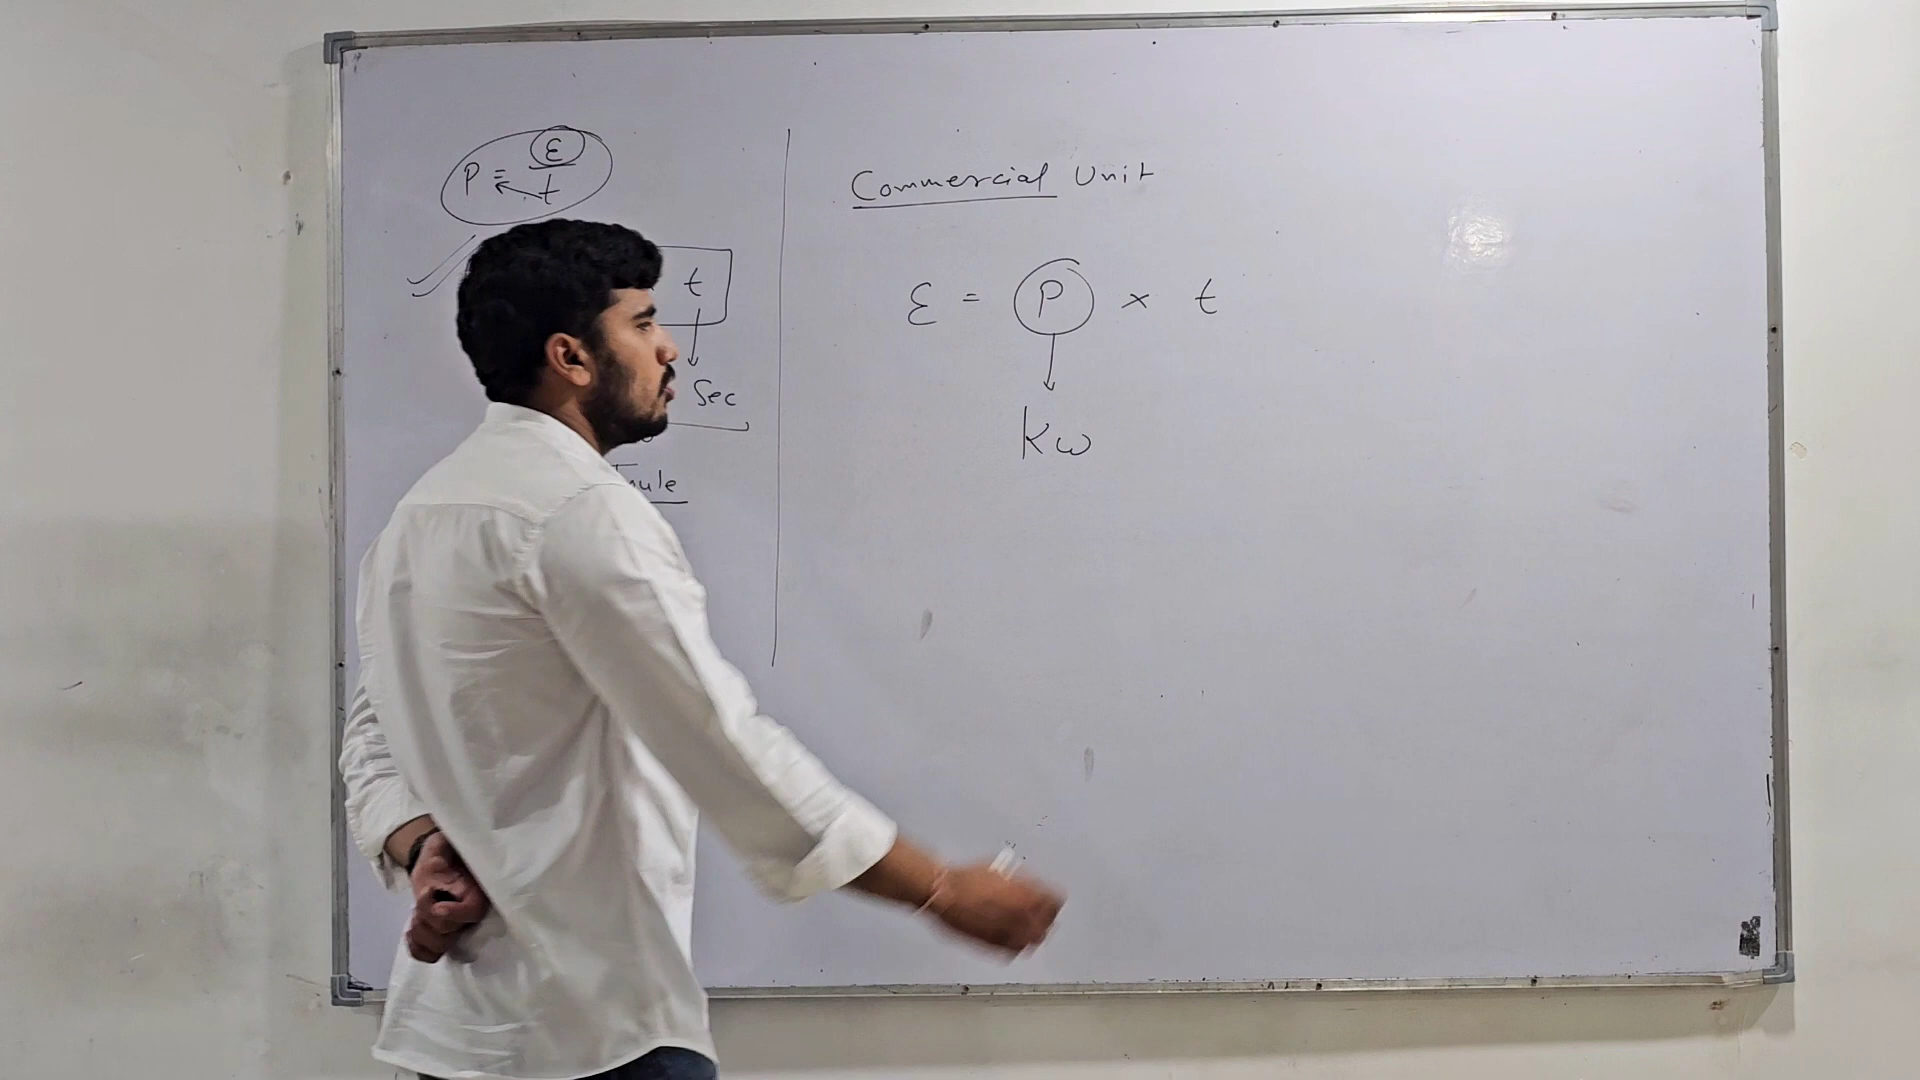 P = E
t
t
Sec
Commercial Unit
E = P × t
kw